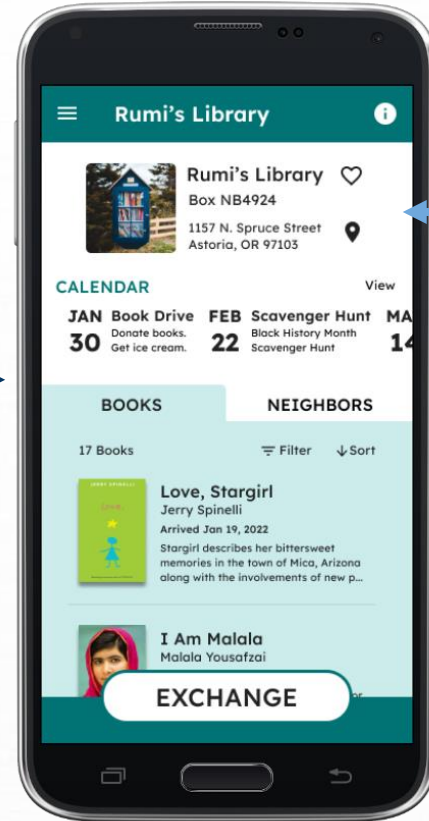 Rumi's Library
Rumi's Library
Box NB4924
1157 N. Spruce Street
Astoria, OR 97103
CALENDAR View
JAN Book Drive FEB Scavenger Hunt MA
30 Donate books. 22 Black History Month 14
Get ice cream. Scavenger Hunt
BOOKS NEIGHBORS
17 Books Filter Sort
JERRY SPINELLI
Love,
Love, Stargirl
Jerry Spinelli
Arrived Jan 19, 2022
Stargirl describes her bittersweet
memories in the town of Mica, Arizona
along with the involvements of new p...
I Am Malala
Malala Yousafzai
EXCHANGE